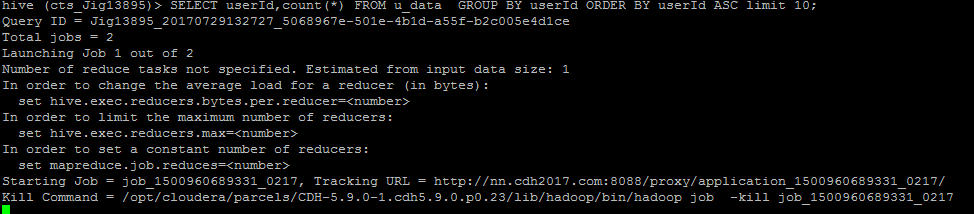 hive (cts_Jig13895)> SELECT userId,count(*) FROM u_data  GROUP BY userId ORDER BY userId ASC limit 10;
Query ID = Jig13895_20170729132727_5068967e-501e-4b1d-a55f-b2c005e4d1ce
Total jobs = 2
Launching Job 1 out of 2
Number of reduce tasks not specified. Estimated from input data size: 1
In order to change the average load for a reducer (in bytes):
  set hive.exec.reducers.bytes.per.reducer=<number>
In order to limit the maximum number of reducers:
  set hive.exec.reducers.max=<number>
In order to set a constant number of reducers:
  set mapreduce.job.reduces=<number>
Starting Job = job_1500960689331_0217, Tracking URL = http://nn.cdh2017.com:8088/proxy/application_1500960689331_0217/
Kill Command = /opt/cloudera/parcels/CDH-5.9.0-1.cdh5.9.0.p0.23/lib/hadoop/bin/hadoop job  -kill job_1500960689331_0217